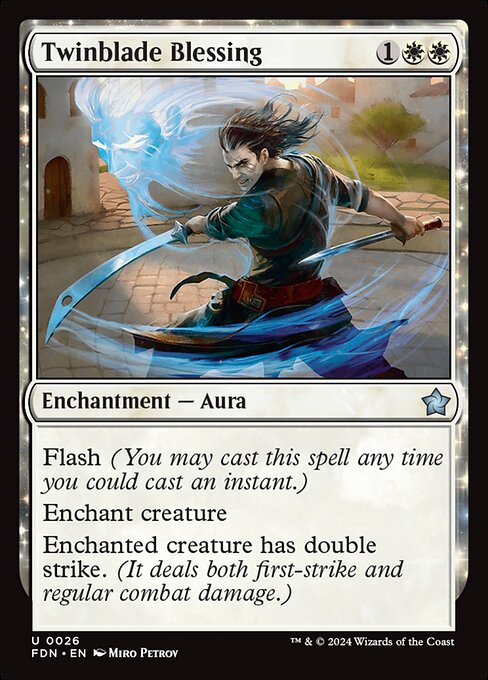 Twinblade Blessing 1
Enchantment — Aura
Flash (You may cast this spell any time
you could cast an instant.)
Enchant creature
Enchanted creature has double
strike. (It deals both first-strike and
regular combat damage.)
U 0026
FDN • EN Miro Petrov
™ & © 2024 Wizards of the Coast